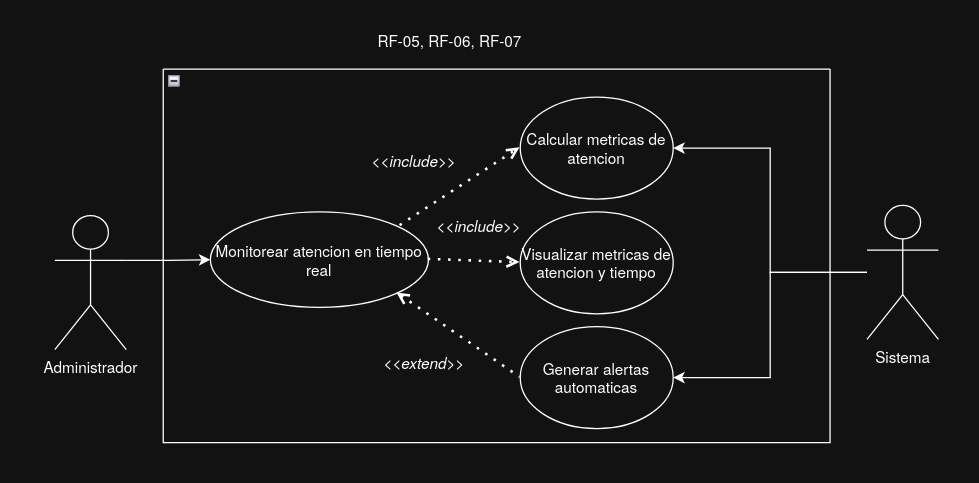 RF-05, RF-06, RF-07
Calcular metricas de
atencion
<<include>>
<<include>>
Monitorear atencion en tiempo
real
Visualizar metricas de
atencion y tiempo
<<extend>>
Generar alertas
automaticas
Administrador
Sistema